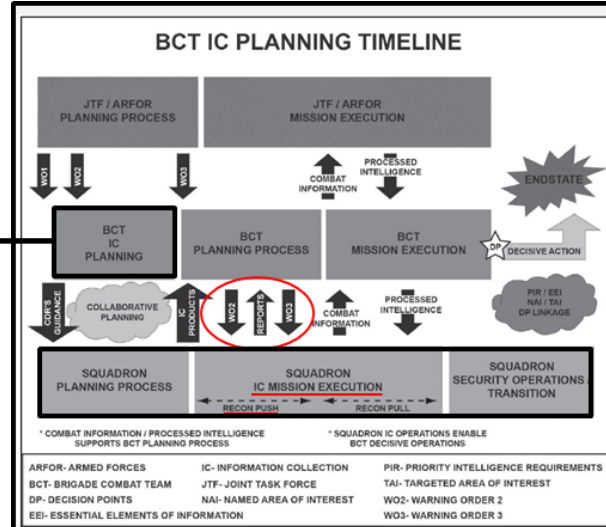 BCT IC PLANNING TIMELINE
JTF / ARFOR
PLANNING PROCESS
JTF / ARFOR
MISSION EXECUTION
WO1
WO2
WO3
COMBAT
INFORMATION
PROCESSED
INTELLIGENCE
ENDSTATE
BCT
IC
PLANNING
BCT
PLANNING PROCESS
BCT
MISSION EXECUTION
DP
DECISIVE ACTION
CDR'S
GUIDANCE
COLLABORATIVE
PLANNING
IC
PRODUCTS
WO2
REPORTS
WO3
COMBAT
INFORMATION
PROCESSED
INTELLIGENCE
PIR / EEI
NAI / TAI
DP LINKAGE
SQUADRON
PLANNING PROCESS
SQUADRON
IC MISSION EXECUTION
RECON PUSH
RECON PULL
SQUADRON
SECURITY OPERATIONS /
TRANSITION
* COMBAT INFORMATION / PROCESSED INTELLIGENCE
SUPPORTS BCT PLANNING PROCESS
* SQUADRON IC OPERATIONS ENABLE
BCT DECISIVE OPERATIONS
ARFOR- ARMED FORCES
BCT- BRIGADE COMBAT TEAM
DP- DECISION POINTS
EEI- ESSENTIAL ELEMENTS OF INFORMATION
IC- INFORMATION COLLECTION
JTF- JOINT TASK FORCE
NAI- NAMED AREA OF INTEREST
PIR- PRIORITY INTELLIGENCE REQUIREMENTS
TAI- TARGETED AREA OF INTEREST
WO2- WARNING ORDER 2
WO3- WARNING ORDER 3